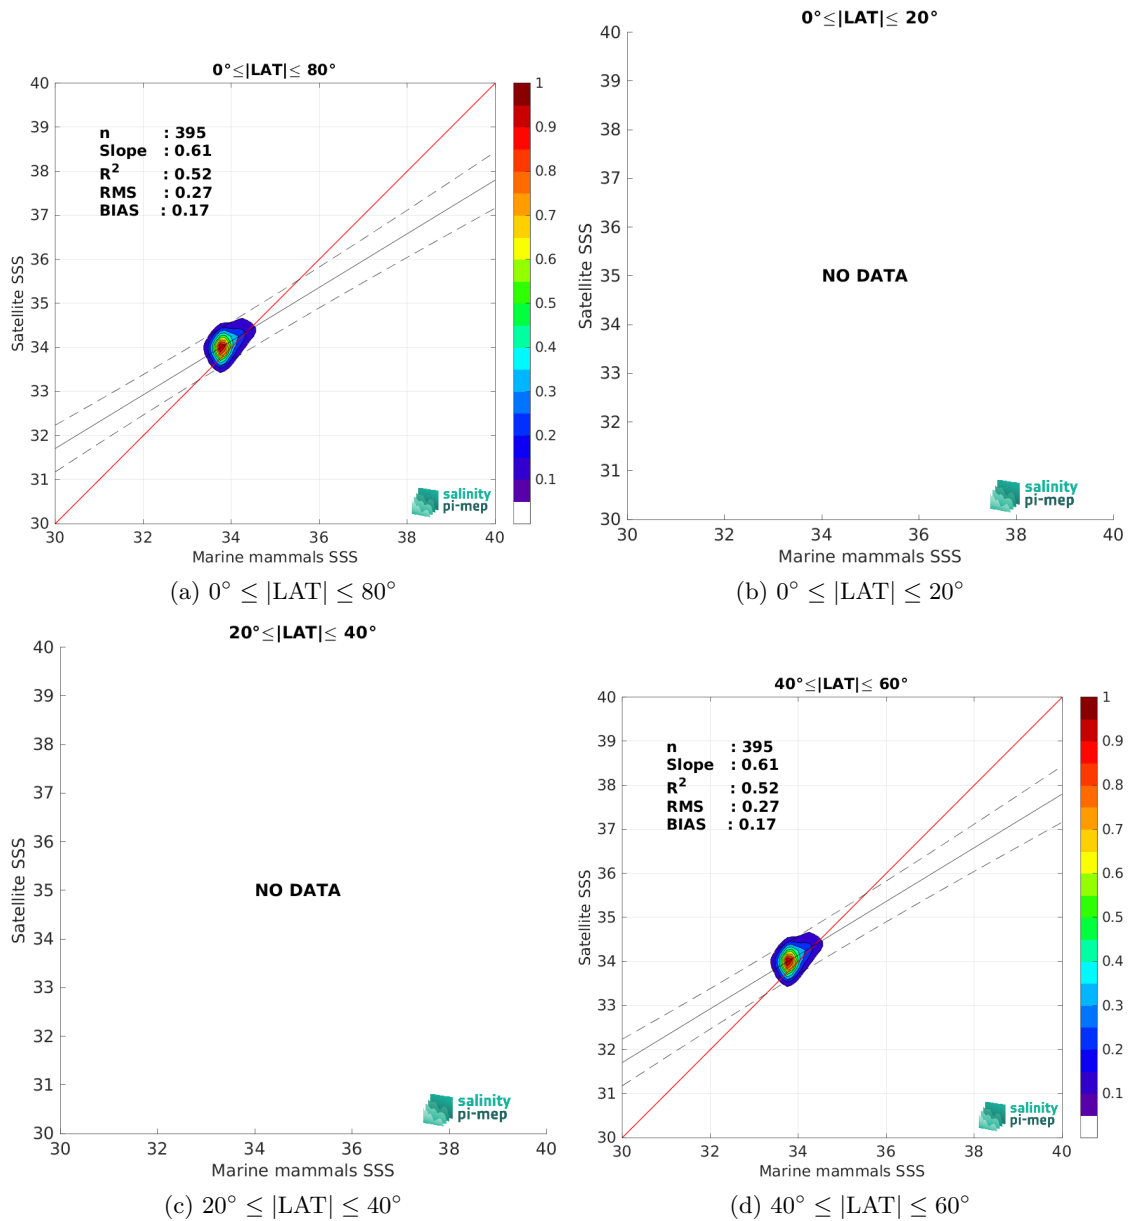 0°≤|LAT|≤ 80°
40
39
38
37
36
35
34
33
32
31
30
Satellite SSS
n : 395
Slope : 0.61
R² : 0.52
RMS : 0.27
BIAS : 0.17
salinity
pi-mep
30 32 34 36 38 40
Marine mammals SSS
1
0.9
0.8
0.7
0.6
0.5
0.4
0.3
0.2
0.1
(a) 0° ≤ |LAT| ≤ 80°
0°≤|LAT|≤ 20°
40
39
38
37
36
35
34
33
32
31
30
Satellite SSS
NO DATA
salinity
pi-mep
30 32 34 36 38 40
Marine mammals SSS
(b) 0° ≤ |LAT| ≤ 20°
20°≤|LAT|≤ 40°
40
39
38
37
36
35
34
33
32
31
30
Satellite SSS
NO DATA
salinity
pi-mep
30 32 34 36 38 40
Marine mammals SSS
(c) 20° ≤ |LAT| ≤ 40°
40°≤|LAT|≤ 60°
40
39
38
37
36
35
34
33
32
31
30
Satellite SSS
n : 395
Slope : 0.61
R² : 0.52
RMS : 0.27
BIAS : 0.17
salinity
pi-mep
30 32 34 36 38 40
Marine mammals SSS
1
0.9
0.8
0.7
0.6
0.5
0.4
0.3
0.2
0.1
(d) 40° ≤ |LAT| ≤ 60°